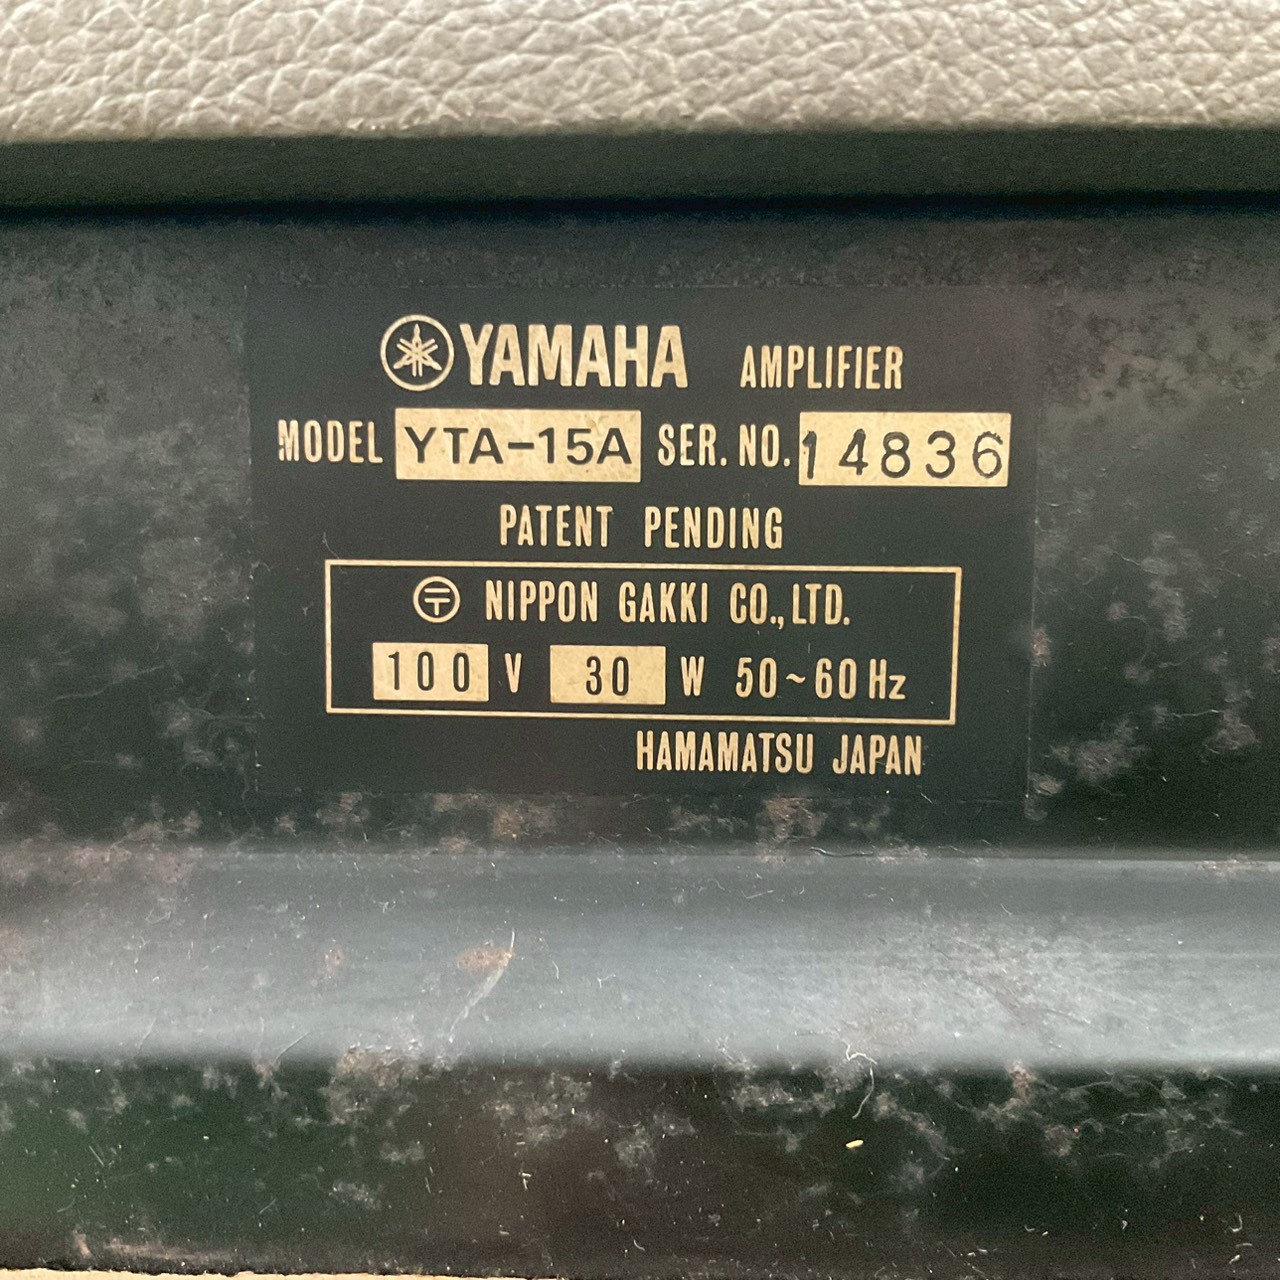 YAMAHA AMPLIFIER
MODEL YTA-15A SER. NO. 14836
PATENT PENDING
〶 NIPPON GAKKI CO., LTD.
100 V 30 W 50~60 Hz
HAMAMATSU JAPAN